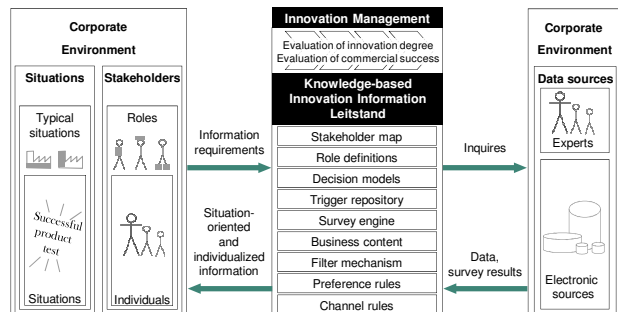 Corporate
Environment
Situations
Typical
situations
Successful
product
test
Situations
Stakeholders
Roles
Individuals
Information
requirements
Situation-
oriented
and
individualized
information
Innovation Management
Evaluation of innovation degree
Evaluation of commercial success
Knowledge-based
Innovation Information
Leitstand
Stakeholder map
Role definitions
Decision models
Trigger repository
Survey engine
Business content
Filter mechanism
Preference rules
Channel rules
Inquires
Data,
survey results
Corporate
Environment
Data sources
Experts
Electronic
sources